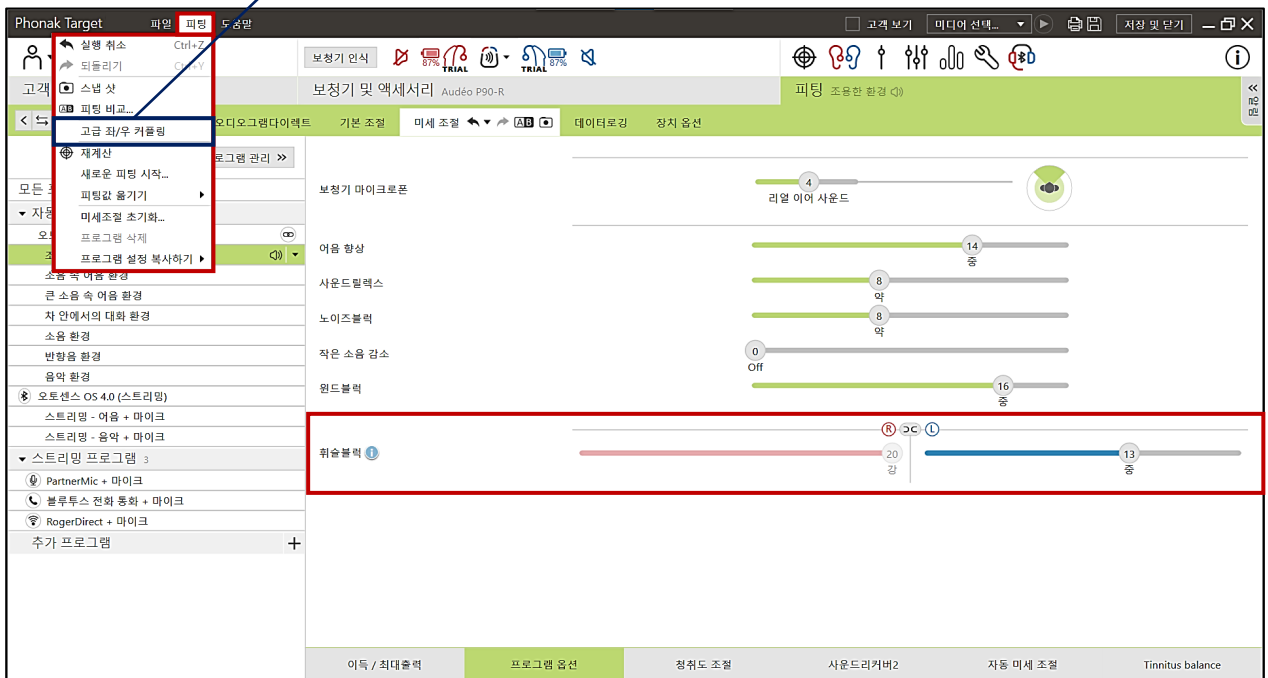 Phonak Target 파일 피팅 도움말 고객 보기 미디어 선택... 저장 및 닫기
실행 취소 Ctrl+Z
되돌리기 Ctrl+Y
스냅 샷
피팅 비교...
고급 좌/우 커플링
재계산
새로운 피팅 시작...
피팅값 옮기기
미세조절 초기화...
프로그램 삭제
프로그램 설정 복사하기
보청기 인식 87% TRIAL TRIAL 87%
고객 보청기 및 액세서리 Audéo P90-R 피팅 조용한 환경
알림
오디오그램다이렉트 기본 조절 미세 조절 AB 데이터로깅 장치 옵션
로그램 관리
모든
자동
소음 속 어음 환경
큰 소음 속 어음 환경
차 안에서의 대화 환경
소음 환경
반향음 환경
음악 환경
오토센스 OS 4.0 (스트리밍)
스트리밍 - 어음 + 마이크
스트리밍 - 음악 + 마이크
스트리밍 프로그램 3
PartnerMic + 마이크
블루투스 전화 통화 + 마이크
RogerDirect + 마이크
추가 프로그램
보청기 마이크로폰 4
리얼 이어 사운드
어음 향상 14
중
사운드릴렉스 8
약
노이즈블럭 8
약
작은 소음 감소 0
Off
윈드블럭 16
중
R L
휘슬블럭 20 13
강 중
이득 / 최대출력 프로그램 옵션 청취도 조절 사운드리커버2 자동 미세 조절 Tinnitus balance